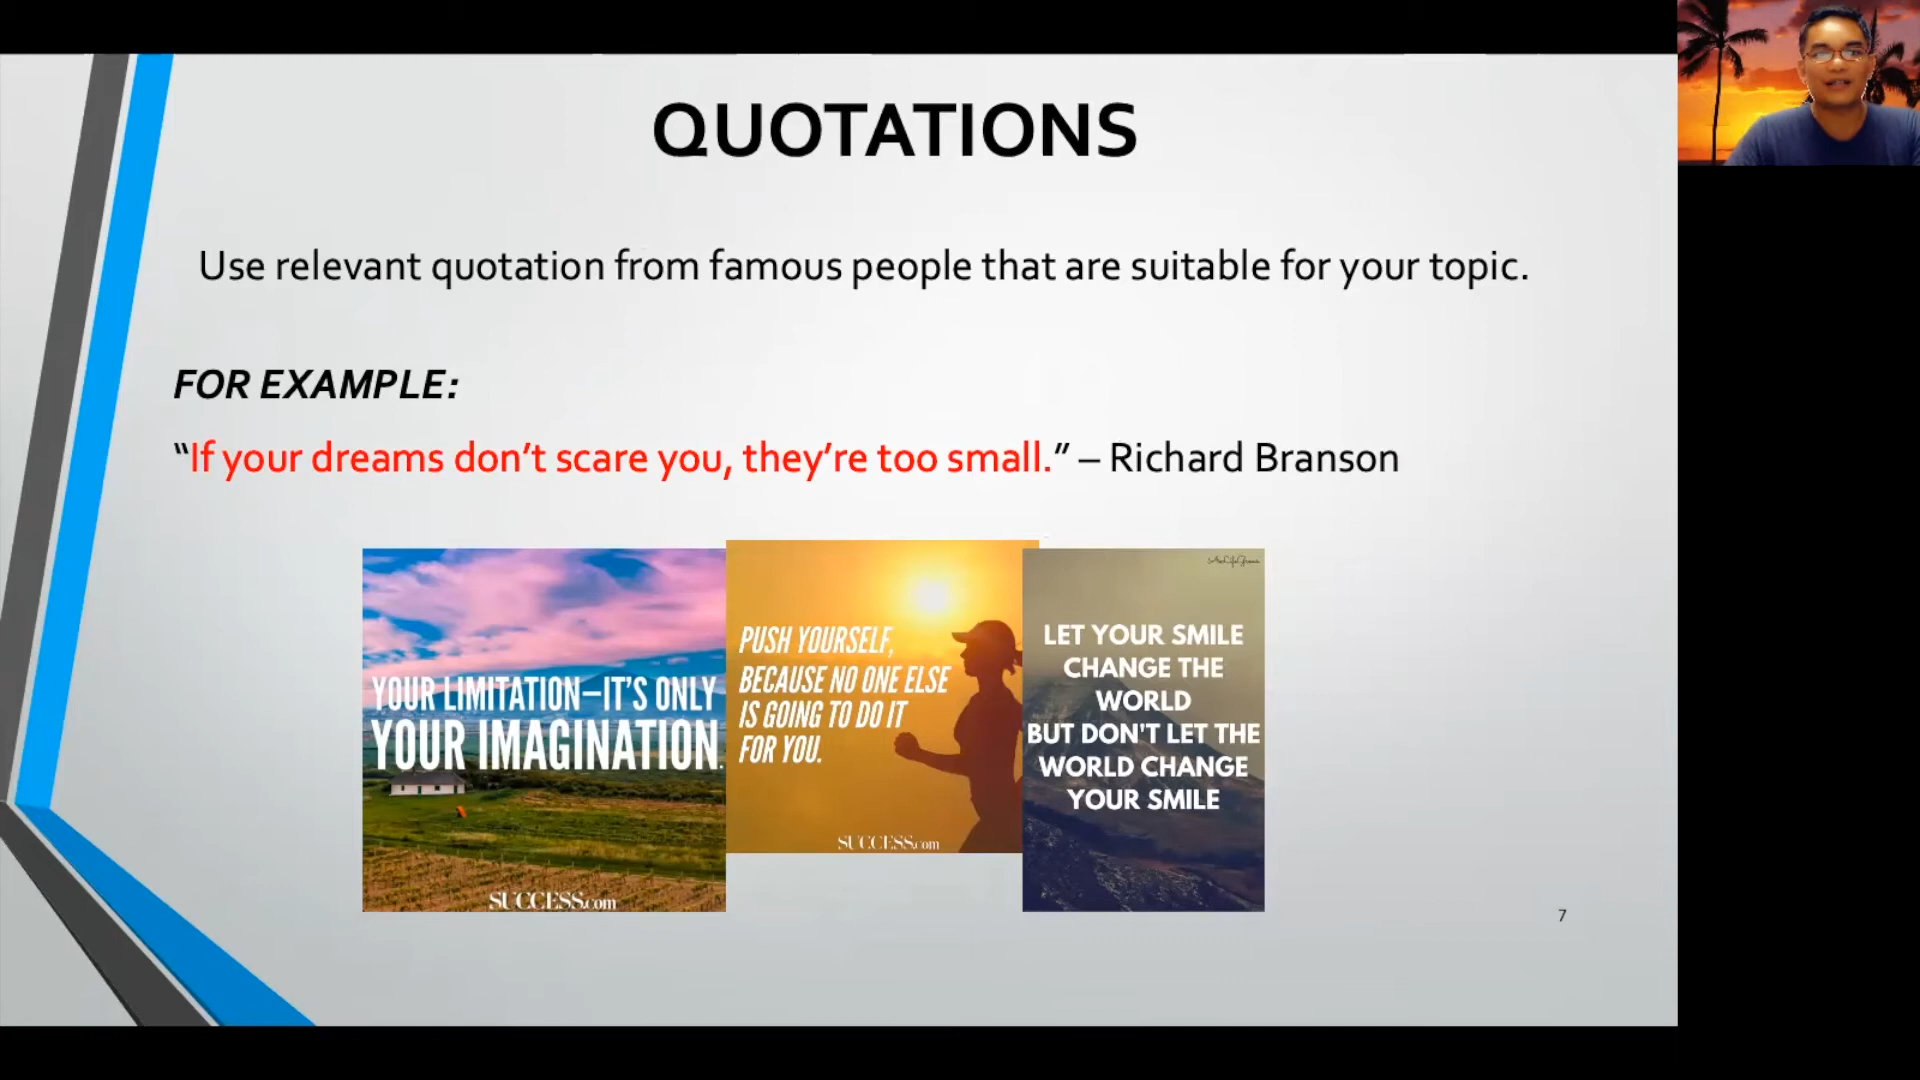 QUOTATIONS
Use relevant quotation from famous people that are suitable for your topic.
FOR EXAMPLE:
“If your dreams don’t scare you, they’re too small.” – Richard Branson
YOUR LIMITATION—IT'S ONLY
YOUR IMAGINATION.
SUCCESS.com
PUSH YOURSELF,
BECAUSE NO ONE ELSE
IS GOING TO DO IT
FOR YOU.
SUCCESS.com
LET YOUR SMILE
CHANGE THE
WORLD
BUT DON'T LET THE
WORLD CHANGE
YOUR SMILE
7